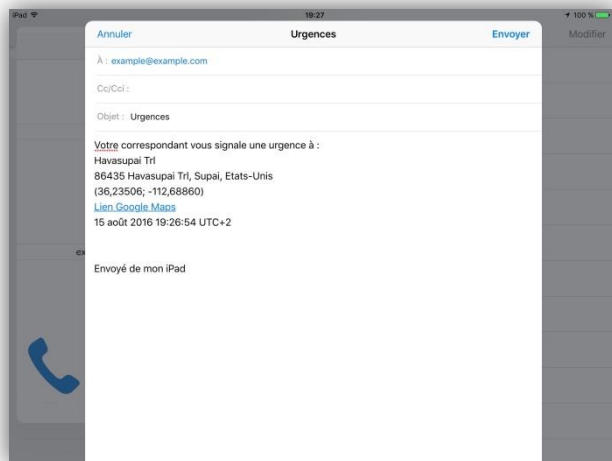 iPad 19:27 100 %
Annuler Urgences Envoyer Modifier
À : example@example.com
Cc/Cci :
Objet : Urgences
Votre correspondant vous signale une urgence à :
Havasupai Trl
86435 Havasupai Trl, Supai, Etats-Unis
(36,23506; -112,68860)
Lien Google Maps
15 août 2016 19:26:54 UTC+2
ex
Envoyé de mon iPad